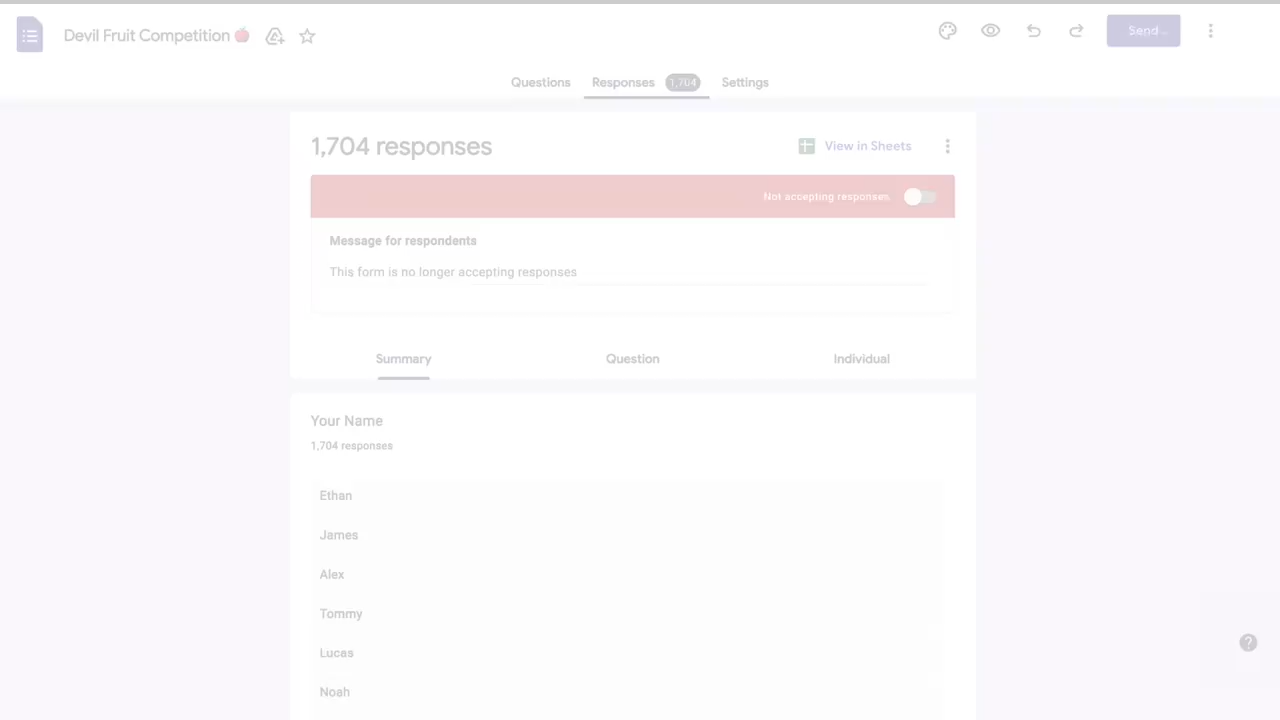 Devil Fruit Competition
Send
Questions
Responses 1,704
Settings
1,704 responses
View in Sheets
Not accepting responses
Message for respondents
This form is no longer accepting responses
Summary
Question
Individual
Your Name
1,704 responses
Ethan
James
Alex
Tommy
Lucas
Noah
?